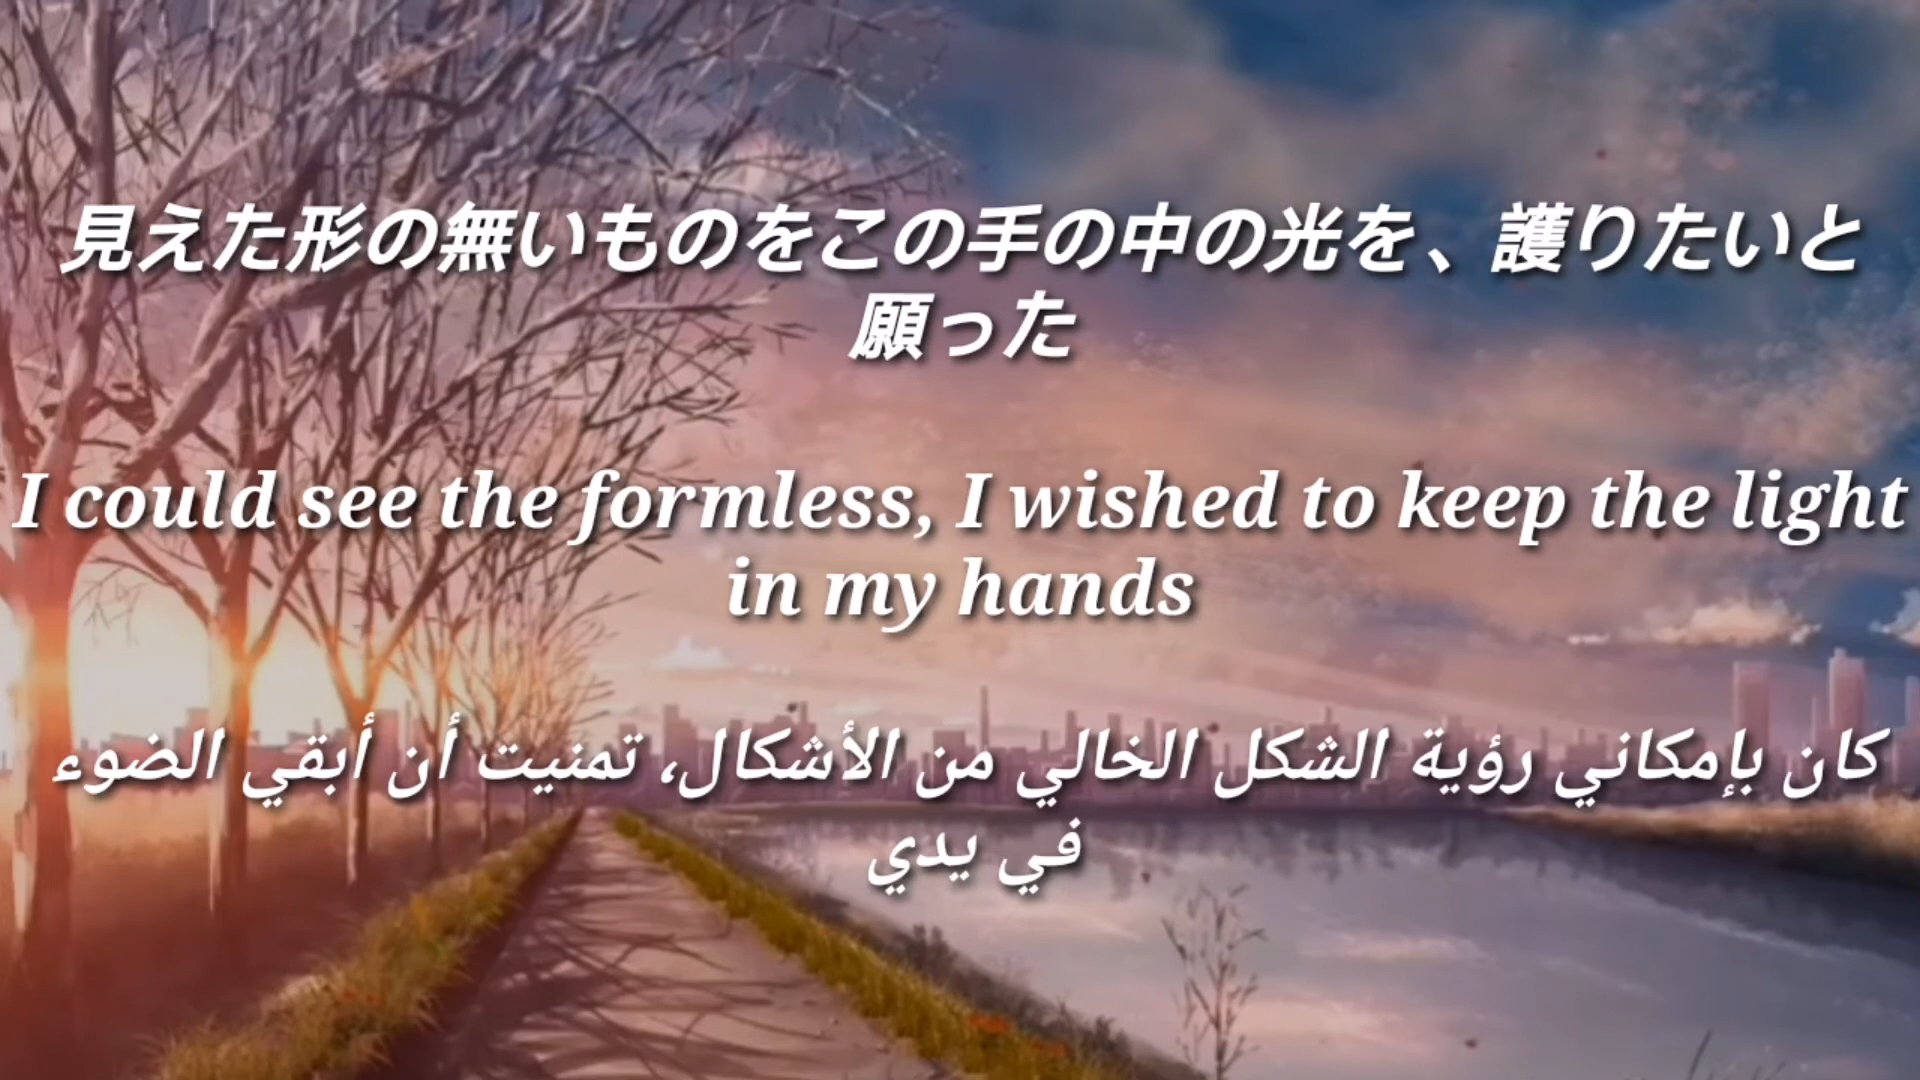 見えた形の無いものをこの手の中の光を、護りたいと
願った
I could see the formless, I wished to keep the light
in my hands
كان بإمكاني رؤية الشكل الخالي من الأشكال، تمنيت أن أبقي الضوء
في يدي